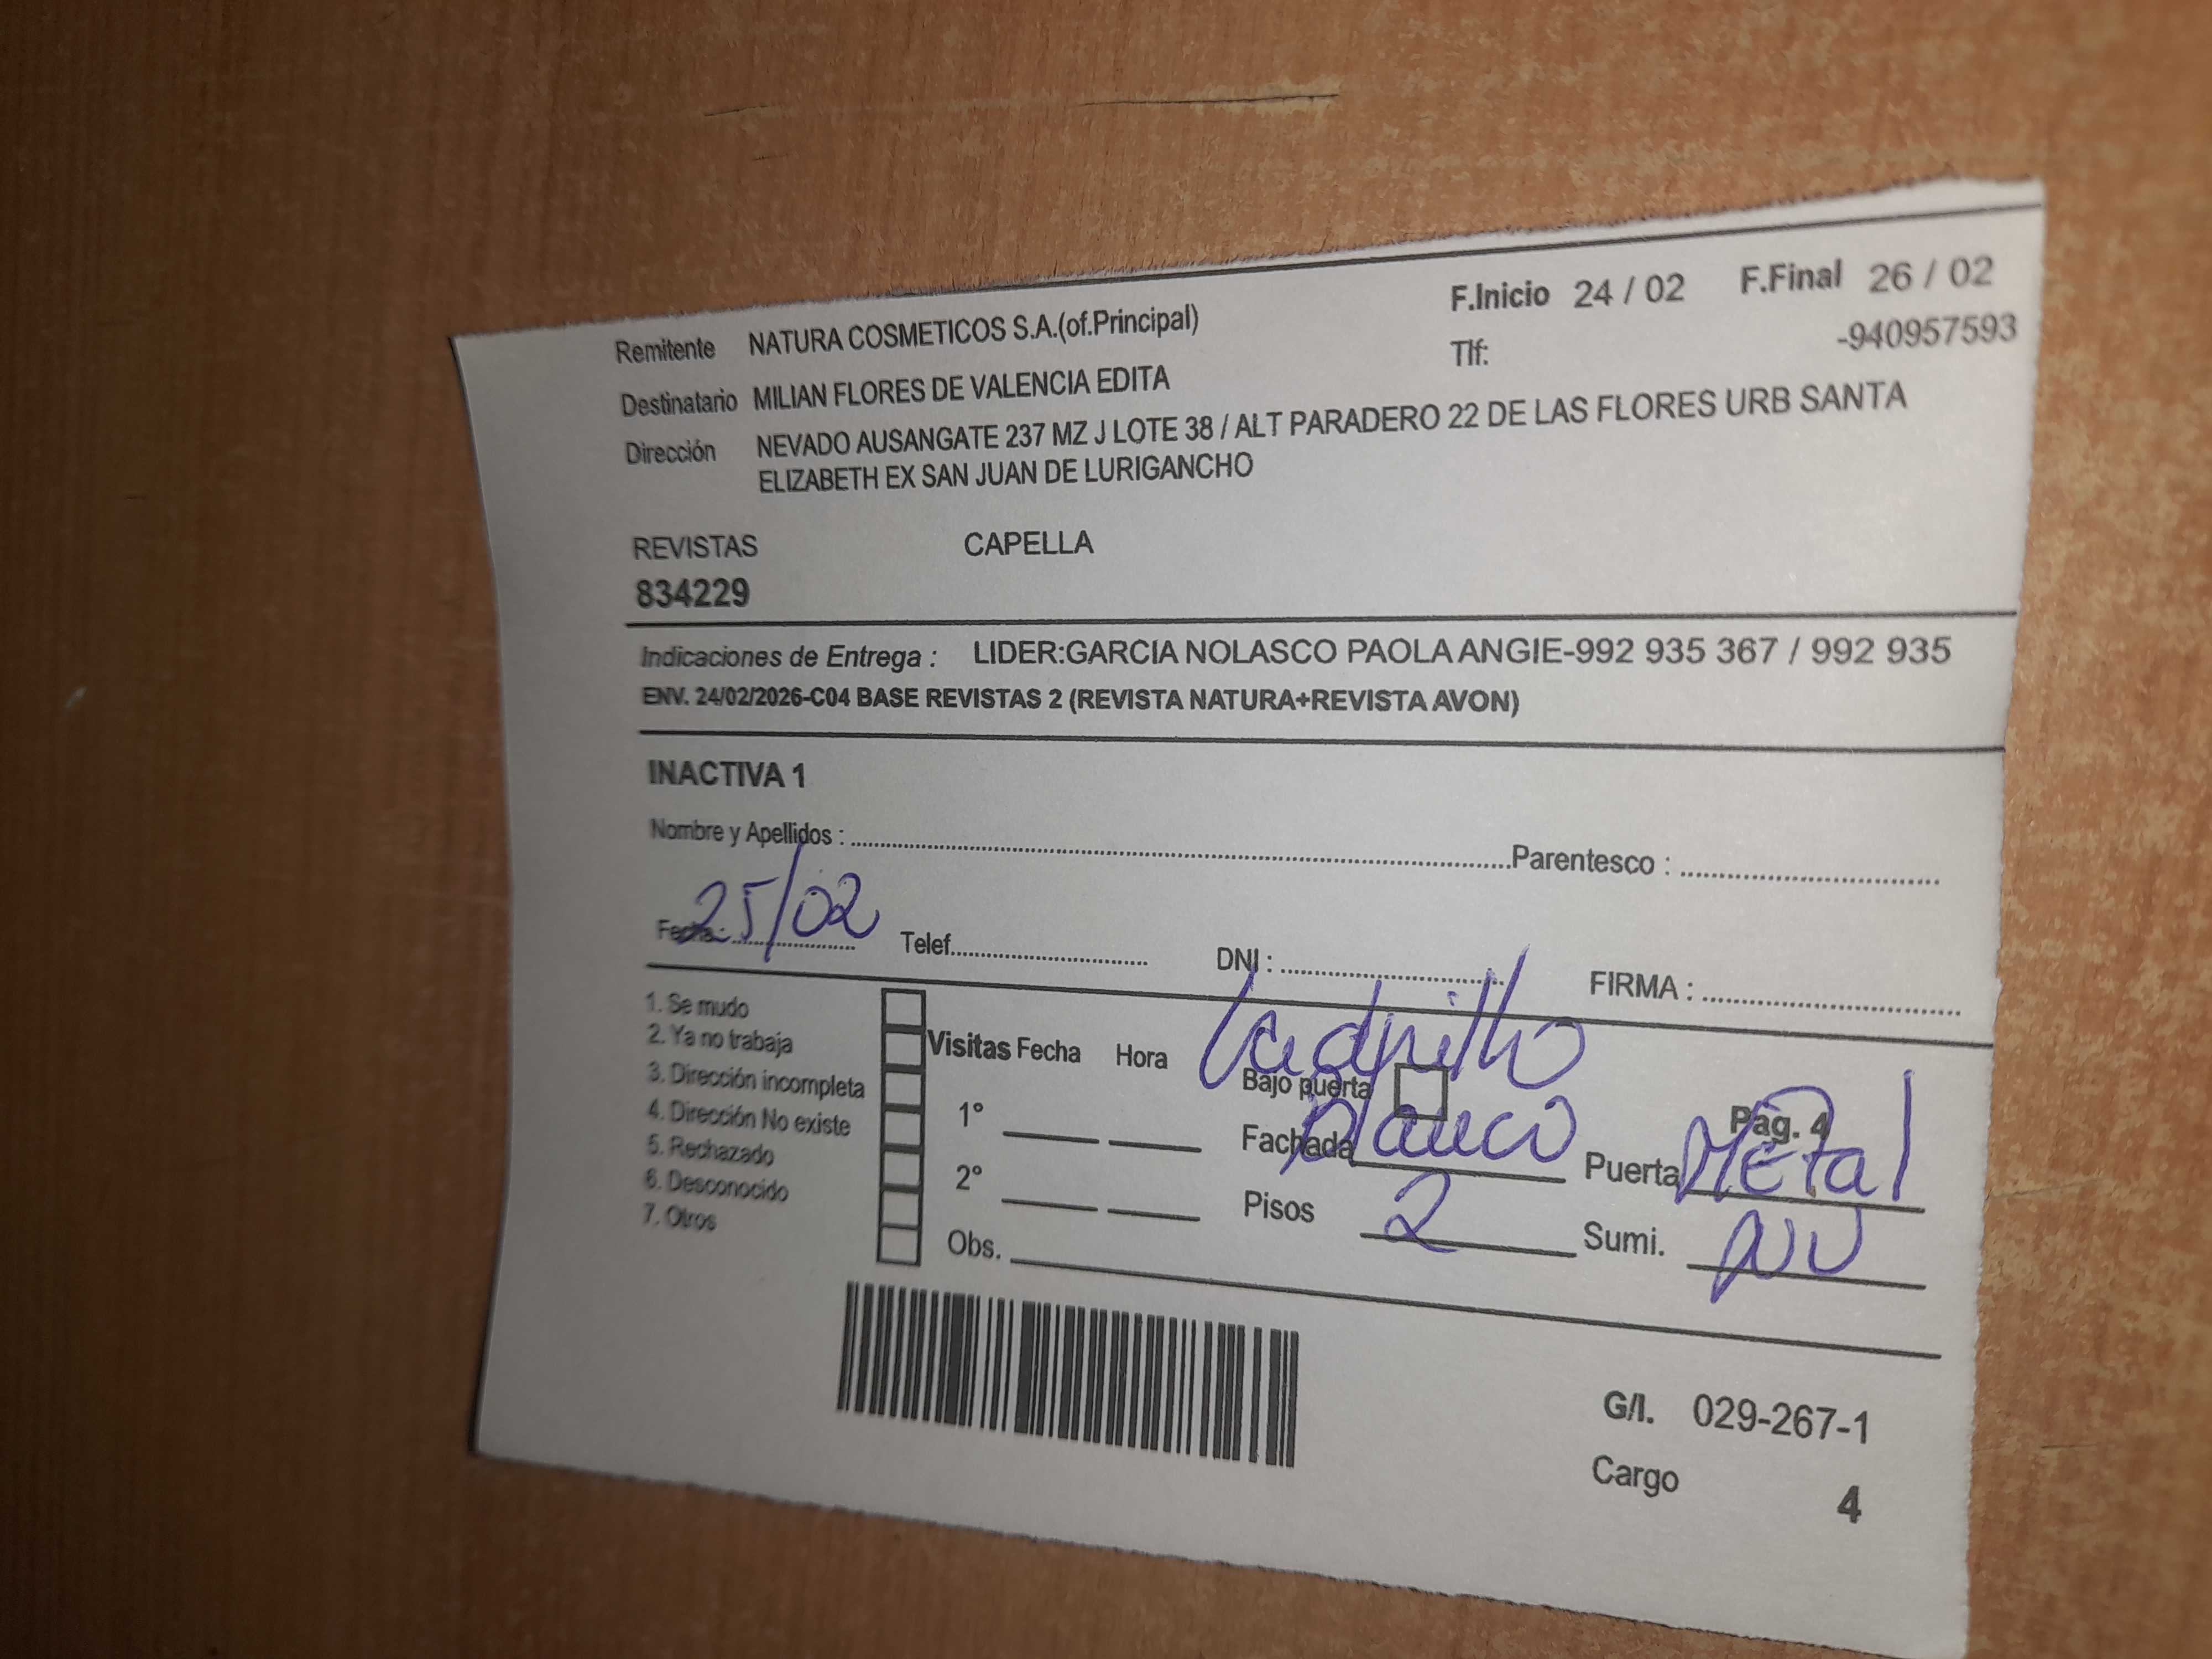 Remitente NATURA COSMETICOS S.A.(of.Principal) F.Inicio 24 / 02 F.Final 26 / 02
Destinatario MILIAN FLORES DE VALENCIA EDITA Tlf: -940957593
Dirección NEVADO AUSANGATE 237 MZ J LOTE 38 / ALT PARADERO 22 DE LAS FLORES URB SANTA
ELIZABETH EX SAN JUAN DE LURIGANCHO
REVISTAS CAPELLA
834229
Indicaciones de Entrega : LIDER:GARCIA NOLASCO PAOLA ANGIE-992 935 367 / 992 935
ENV. 24/02/2026-C04 BASE REVISTAS 2 (REVISTA NATURA+REVISTA AVON)
INACTIVA 1
Nombre y Apellidos : Parentesco :
Fecha: 25/02 Telef. DNI : FIRMA :
1. Se mudo
2. Ya no trabaja
3. Dirección incompleta
4. Dirección No existe
5. Rechazado
6. Desconocido
7. Otros
Visitas Fecha Hora
1°
2°
Obs.
ladrillo
Bajo puerta
Pág. 4
Fachada blanco Puerta Metal
Pisos 2 Sumi.
G/I. 029-267-1
Cargo 4